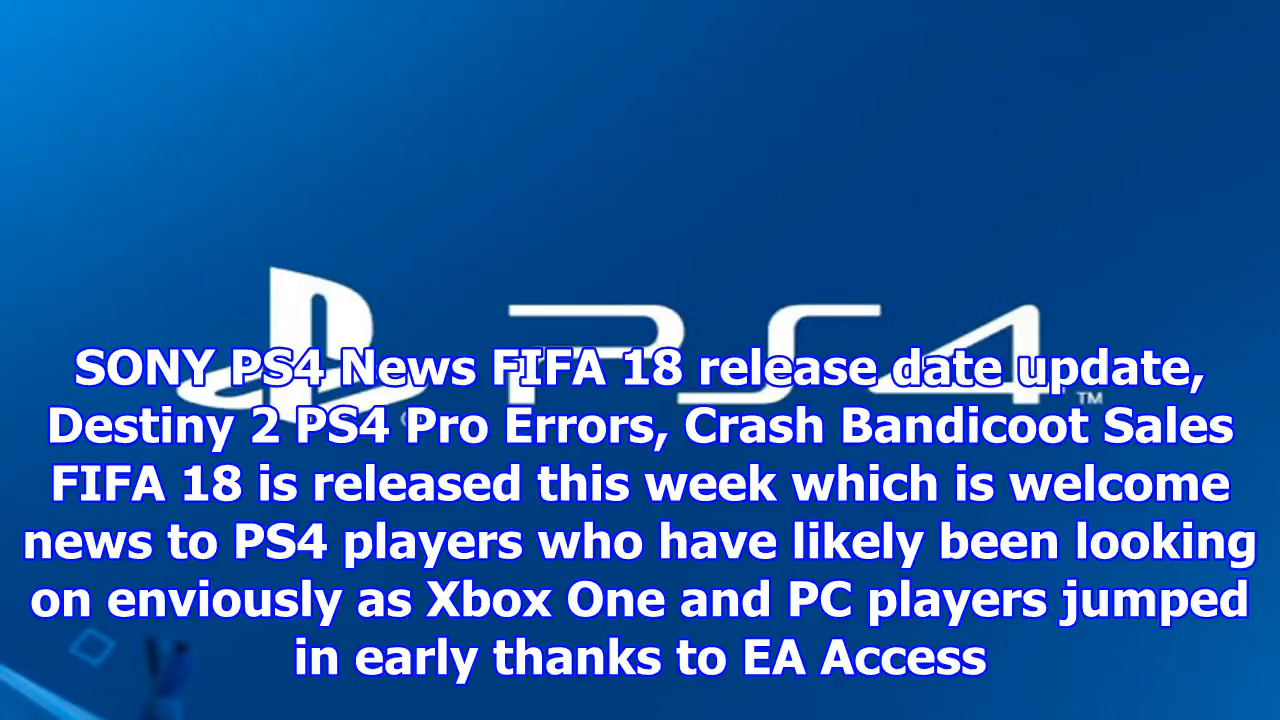 PS4
SONY PS4 News FIFA 18 release date update,
™
Destiny 2 PS4 Pro Errors, Crash Bandicoot Sales
FIFA 18 is released this week which is welcome
news to PS4 players who have likely been looking
on enviously as Xbox One and PC players jumped
in early thanks to EA Access